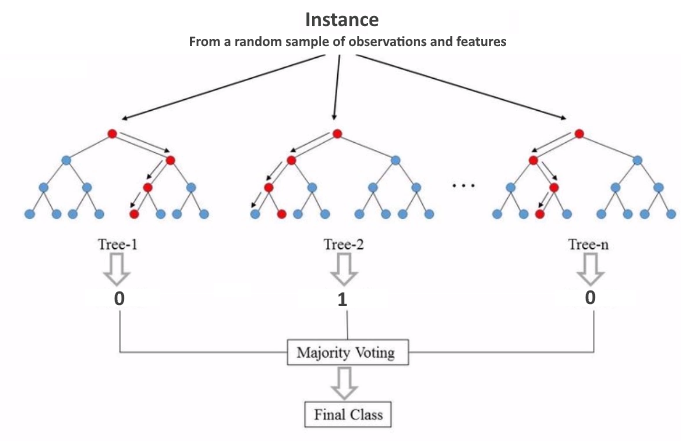 Instance
From a random sample of observations and features
...
Tree-1
Tree-2
Tree-n
0
1
0
Majority Voting
Final Class